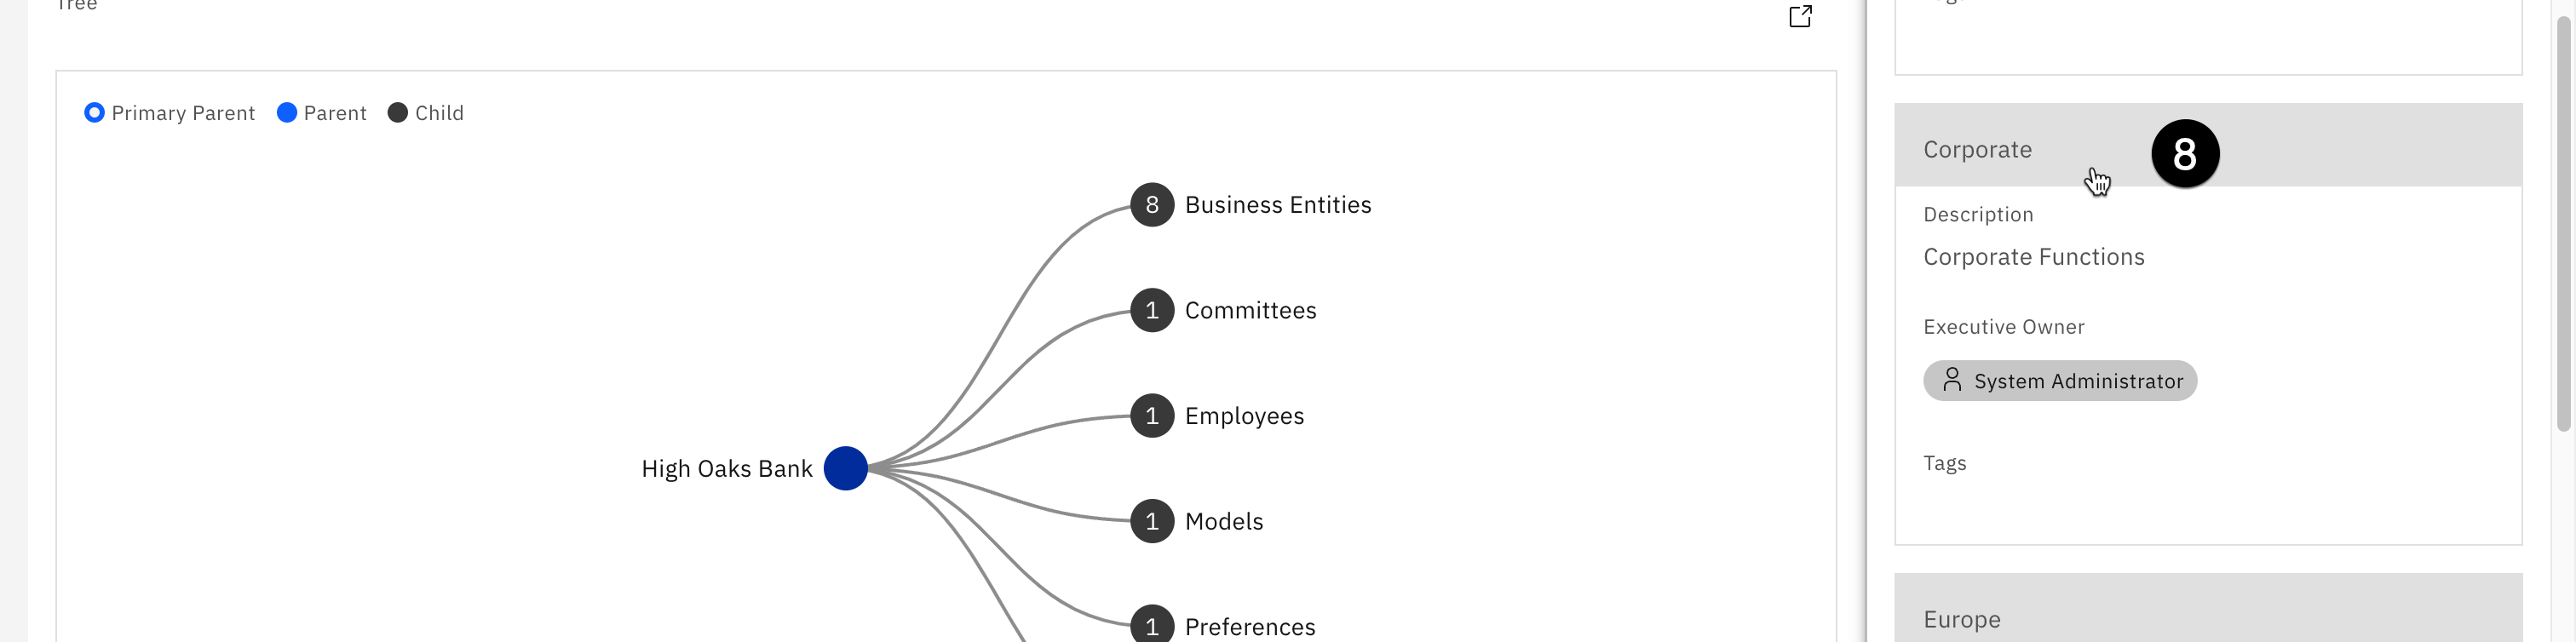 Tree
Primary Parent Parent Child
8 Business Entities
1 Committees
1 Employees
High Oaks Bank
1 Models
1 Preferences
Corporate 8
Description
Corporate Functions
Executive Owner
System Administrator
Tags
Europe